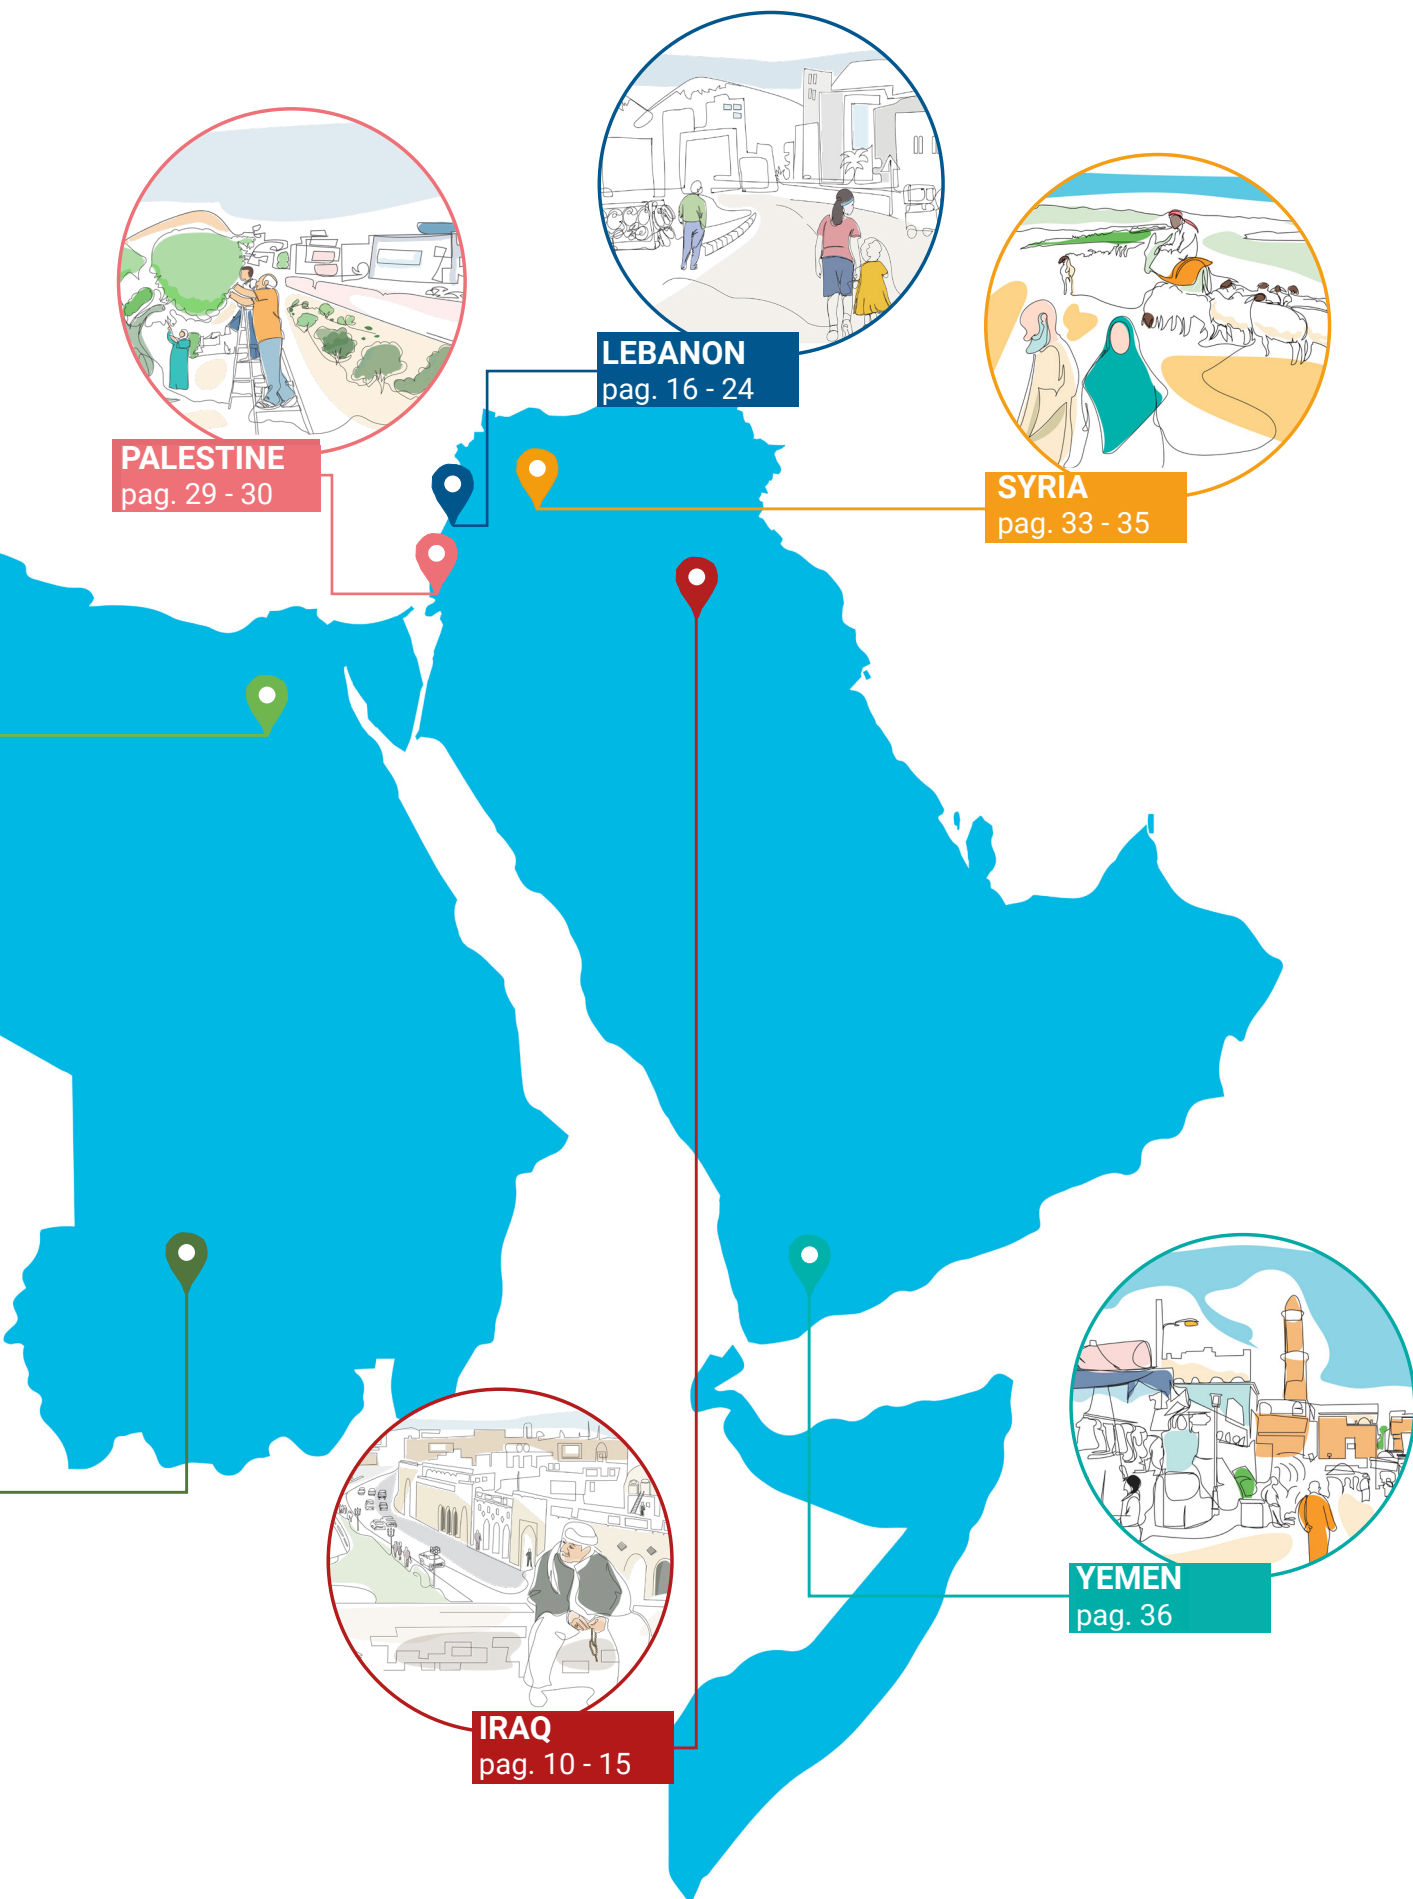 LEBANON
pag. 16 - 24
PALESTINE
pag. 29 - 30
SYRIA
pag. 33 - 35
YEMEN
pag. 36
IRAQ
pag. 10 - 15